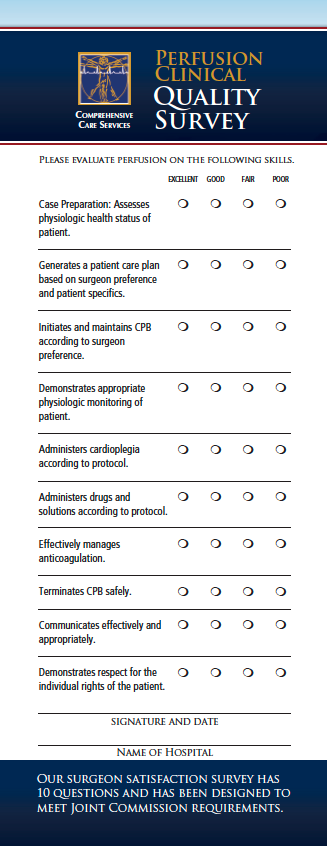 PERFUSION
CLINICAL
QUALITY
SURVEY
COMPREHENSIVE
CARE SERVICES
PLEASE EVALUATE PERFUSION ON THE FOLLOWING SKILLS.
EXCELLENT GOOD FAIR POOR
Case Preparation: Assesses
physiologic health status of
patient.
Generates a patient care plan
based on surgeon preference
and patient specifics.
Initiates and maintains CPB
according to surgeon
preference.
Demonstrates appropriate
physiologic monitoring of
patient.
Administers cardioplegia
according to protocol.
Administers drugs and
solutions according to protocol.
Effectively manages
anticoagulation.
Terminates CPB safely.
Communicates effectively and
appropriately.
Demonstrates respect for the
individual rights of the patient.
SIGNATURE AND DATE
NAME OF HOSPITAL
OUR SURGEON SATISFACTION SURVEY HAS
10 QUESTIONS AND HAS BEEN DESIGNED TO
MEET JOINT COMMISSION REQUIREMENTS.